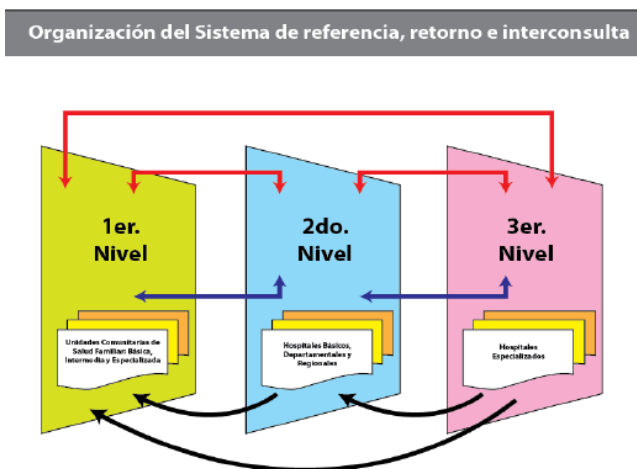 Organización del Sistema de referencia, retorno e interconsulta
1er.
Nivel
2do.
Nivel
3er.
Nivel
Unidades Comunitarias de
Salud Familiar: Básica,
Intermedia y Especializada
Hospitales Básicos,
Departamentales y
Regionales
Hospitales
Especializados